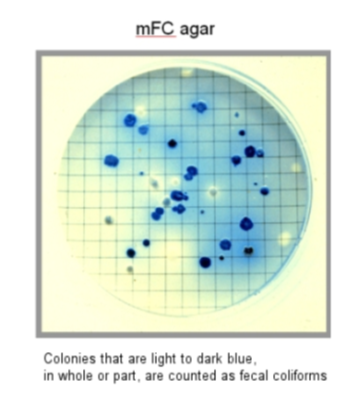 mFC agar
Colonies that are light to dark blue,
in whole or part, are counted as fecal coliforms